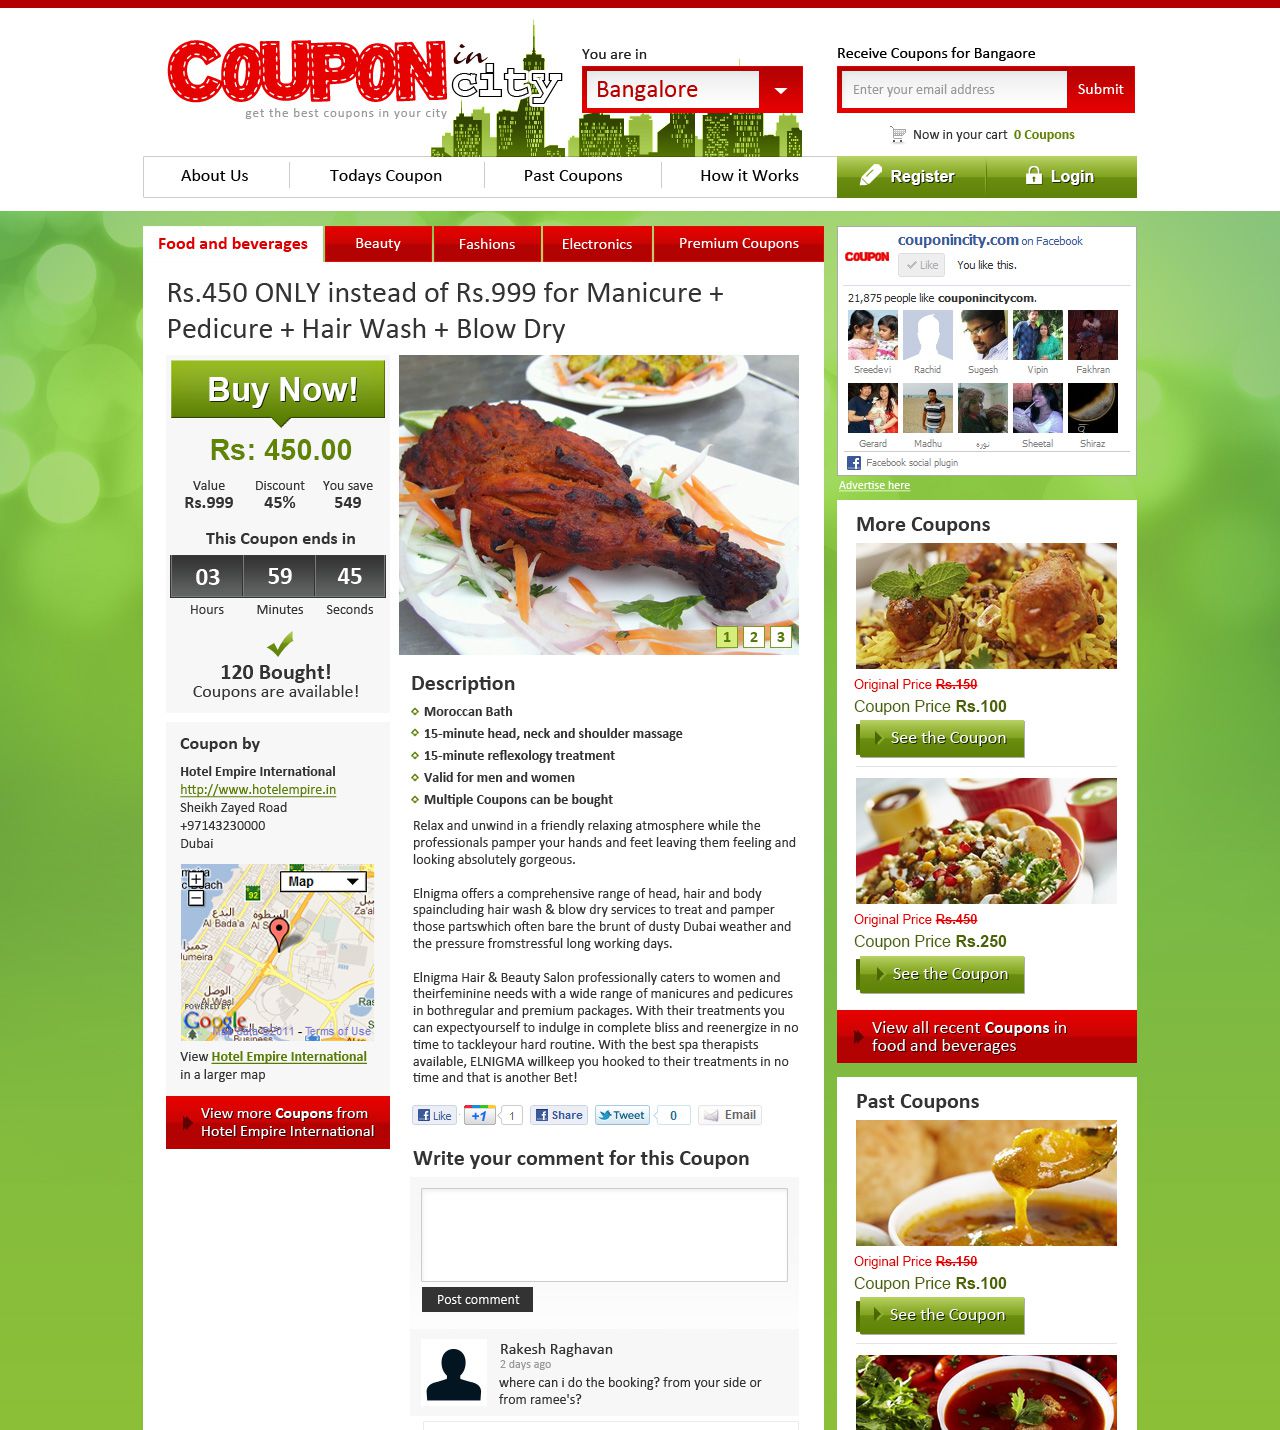 COUPON in city
get the best coupons in your city
You are in
Bangalore
Receive Coupons for Bangaore
Enter your email address
Submit
Now in your cart 0 Coupons
About Us
Todays Coupon
Past Coupons
How it Works
Register
Login
Food and beverages
Beauty
Fashions
Electronics
Premium Coupons
Rs.450 ONLY instead of Rs.999 for Manicure +
Pedicure + Hair Wash + Blow Dry
Buy Now!
Rs: 450.00
Value Discount You save
Rs.999 45% 549
This Coupon ends in
03 59 45
Hours Minutes Seconds
120 Bought!
Coupons are available!
Coupon by
Hotel Empire International
http://www.hotelempire.in
Sheikh Zayed Road
+97143230000
Dubai
Map
92
البدع
Al Bada'a
السطوة
جميرا
Jumeira
الوصل
Al Wasl
POWERED BY
Google
- Terms of Use
View Hotel Empire International
in a larger map
View more Coupons from
Hotel Empire International
1 2 3
Description
Moroccan Bath
15-minute head, neck and shoulder massage
15-minute reflexology treatment
Valid for men and women
Multiple Coupons can be bought
Relax and unwind in a friendly relaxing atmosphere while the
professionals pamper your hands and feet leaving them feeling and
looking absolutely gorgeous.
Elnigma offers a comprehensive range of head, hair and body
spaincluding hair wash & blow dry services to treat and pamper
those partswhich often bare the brunt of dusty Dubai weather and
the pressure fromstressful long working days.
Elnigma Hair & Beauty Salon professionally caters to women and
theirfeminine needs with a wide range of manicures and pedicures
in bothregular and premium packages. With their treatments you
can expectyourself to indulge in complete bliss and reenergize in no
time to tackleyour hard routine. With the best spa therapists
available, ELNIGMA willkeep you hooked to their treatments in no
time and that is another Bet!
Like +1 1 Share Tweet 0 Email
Write your comment for this Coupon
Post comment
Rakesh Raghavan
2 days ago
where can i do the booking? from your side or
from ramee's?
COUPON
couponincity.com on Facebook
Like You like this.
21,875 people like couponincitycom.
Sreedevi Rachid Sugesh Vipin Fakhran
Gerard Madhu نوره Sheetal Shiraz
Facebook social plugin
Advertise here
More Coupons
Original Price Rs.150
Coupon Price Rs.100
See the Coupon
Original Price Rs.450
Coupon Price Rs.250
See the Coupon
View all recent Coupons in
food and beverages
Past Coupons
Original Price Rs.150
Coupon Price Rs.100
See the Coupon